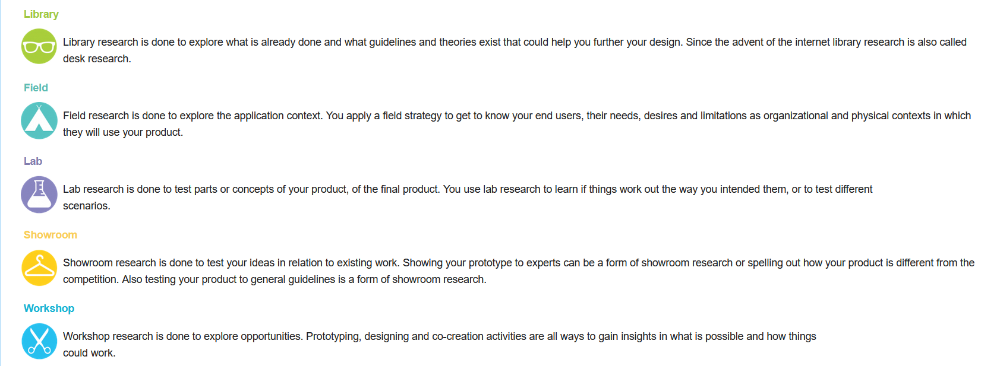 Library
Library research is done to explore what is already done and what guidelines and theories exist that could help you further your design. Since the advent of the internet library research is also called
desk research.
Field
Field research is done to explore the application context. You apply a field strategy to get to know your end users, their needs, desires and limitations as organizational and physical contexts in which
they will use your product.
Lab
Lab research is done to test parts or concepts of your product, of the final product. You use lab research to learn if things work out the way you intended them, or to test different
scenarios.
Showroom
Showroom research is done to test your ideas in relation to existing work. Showing your prototype to experts can be a form of showroom research or spelling out how your product is different from the
competition. Also testing your product to general guidelines is a form of showroom research.
Workshop
Workshop research is done to explore opportunities. Prototyping, designing and co-creation activities are all ways to gain insights in what is possible and how things
could work.